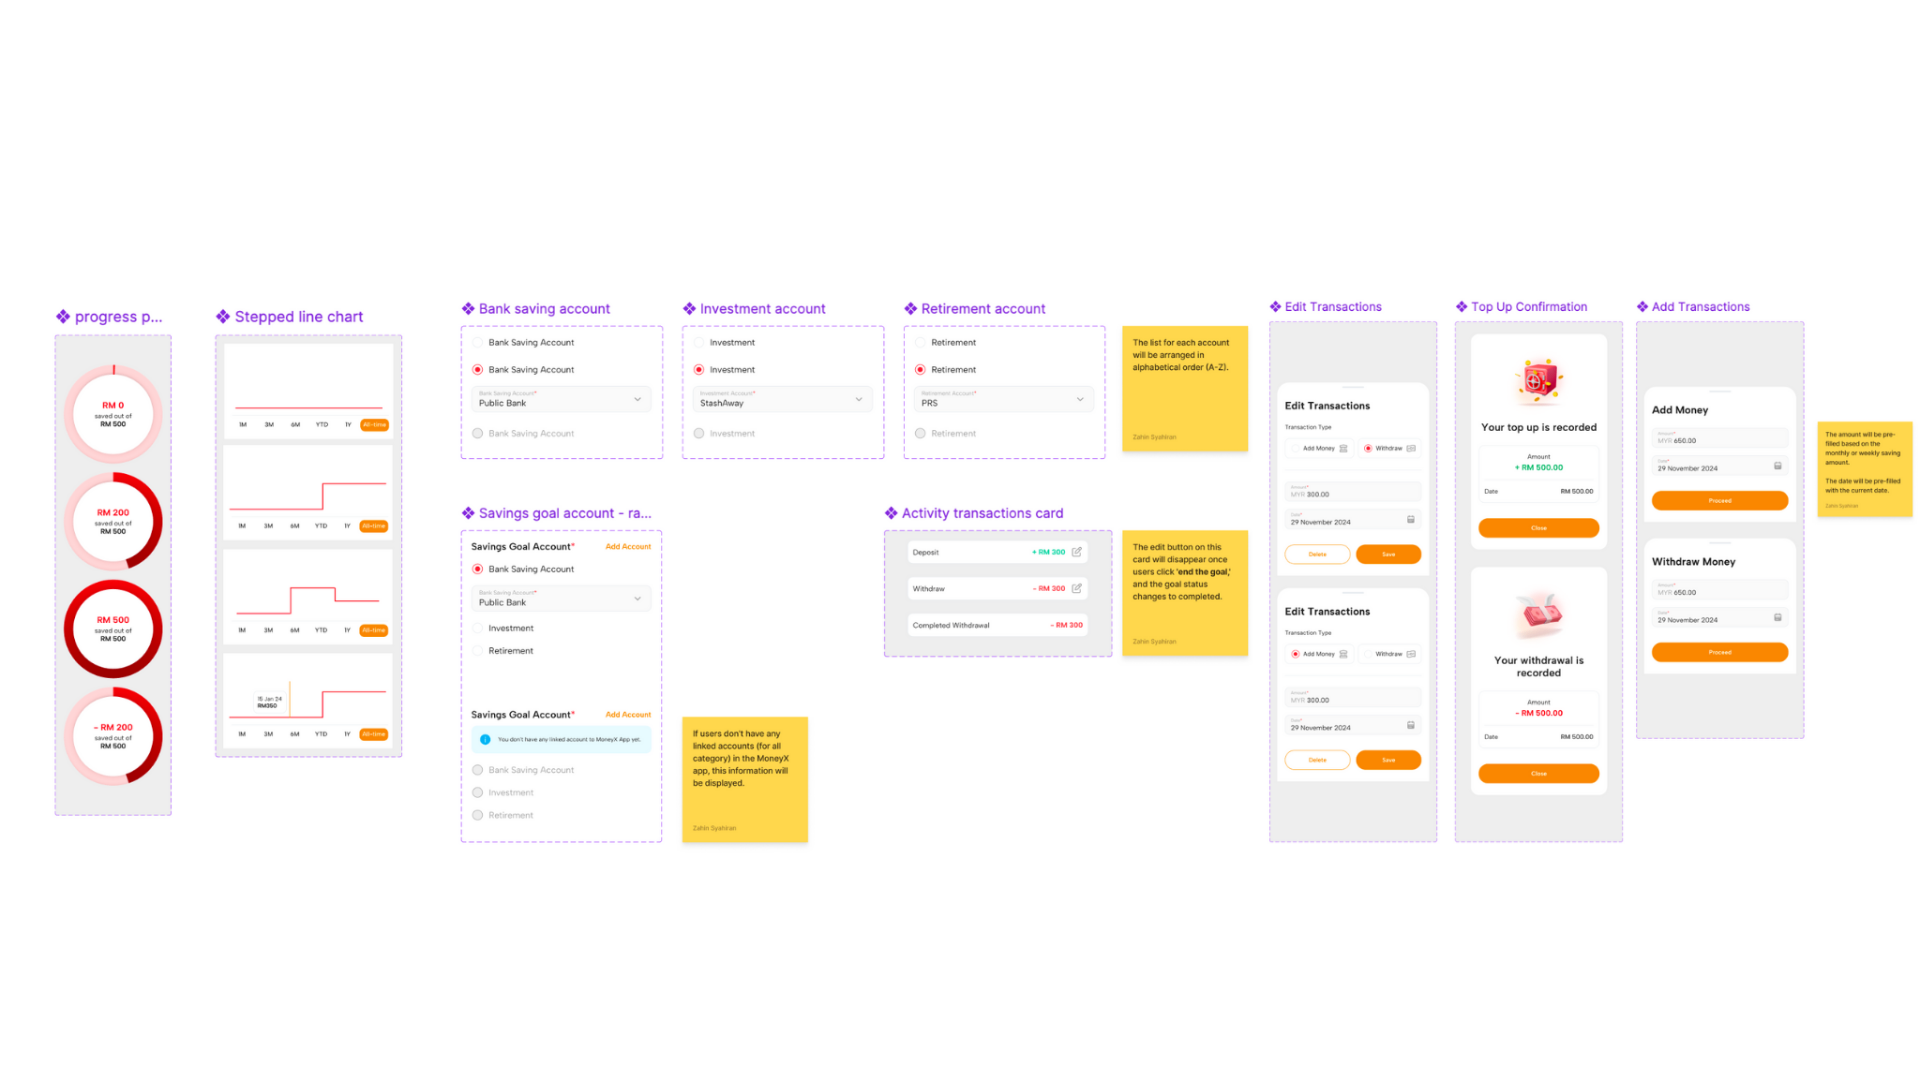 progress p...
RM 0
saved out of
RM 500
RM 200
saved out of
RM 500
RM 500
saved out of
RM 500
- RM 200
saved out of
RM 500
Stepped line chart
1M 3M 6M YTD 1Y All-time
1M 3M 6M YTD 1Y All-time
1M 3M 6M YTD 1Y All-time
15 Jan 24
RM350
1M 3M 6M YTD 1Y All-time
Bank saving account
Bank Saving Account
Bank Saving Account
Bank Saving Account*
Public Bank
Bank Saving Account
Investment account
Investment
Investment
Investment Account*
StashAway
Investment
Retirement account
Retirement
Retirement
Retirement Account*
PRS
Retirement
The list for each account
will be arranged in
alphabetical order (A-Z).
Zahin Syahiran
Savings goal account - ra...
Savings Goal Account* Add Account
Bank Saving Account
Bank Saving Account*
Public Bank
Investment
Retirement
Savings Goal Account* Add Account
You don't have any linked account to MoneyX App yet.
Bank Saving Account
Investment
Retirement
If users don't have any
linked accounts (for all
category) in the MoneyX
app, this information will
be displayed.
Zahin Syahiran
Activity transactions card
Deposit + RM 300
Withdraw - RM 300
Completed Withdrawal - RM 300
The edit button on this
card will disappear once
users click 'end the goal,'
and the goal status
changes to completed.
Zahin Syahiran
Edit Transactions
Edit Transactions
Transaction Type
Add Money Withdraw
Amount*
MYR 300.00
Date*
29 November 2024
Delete Save
Edit Transactions
Transaction Type
Add Money Withdraw
Amount*
MYR 300.00
Date*
29 November 2024
Delete Save
Top Up Confirmation
Your top up is recorded
Amount
+ RM 500.00
Date RM 500.00
Close
Your withdrawal is
recorded
Amount
- RM 500.00
Date RM 500.00
Close
Add Transactions
Add Money
Amount*
MYR 650.00
Date*
29 November 2024
Proceed
Withdraw Money
Amount*
MYR 650.00
Date*
29 November 2024
Proceed
The amount will be pre-
filled based on the
monthly or weekly saving
amount.
The date will be pre-filled
with the current date.
Zahin Syahiran